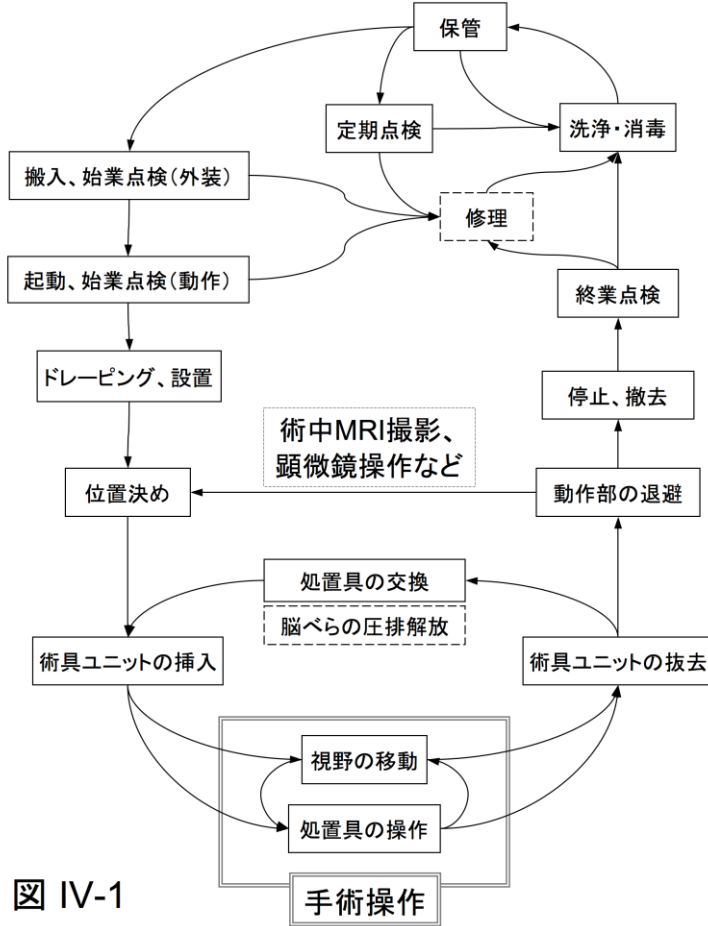 保管
定期点検
洗浄・消毒
搬入、始業点検(外装)
修理
起動、始業点検(動作)
終業点検
ドレーピング、設置
停止、撤去
術中MRI撮影、
顕微鏡操作など
位置決め
動作部の退避
処置具の交換
脳べらの圧排解放
術具ユニットの挿入
術具ユニットの抜去
視野の移動
処置具の操作
図 IV-1
手術操作